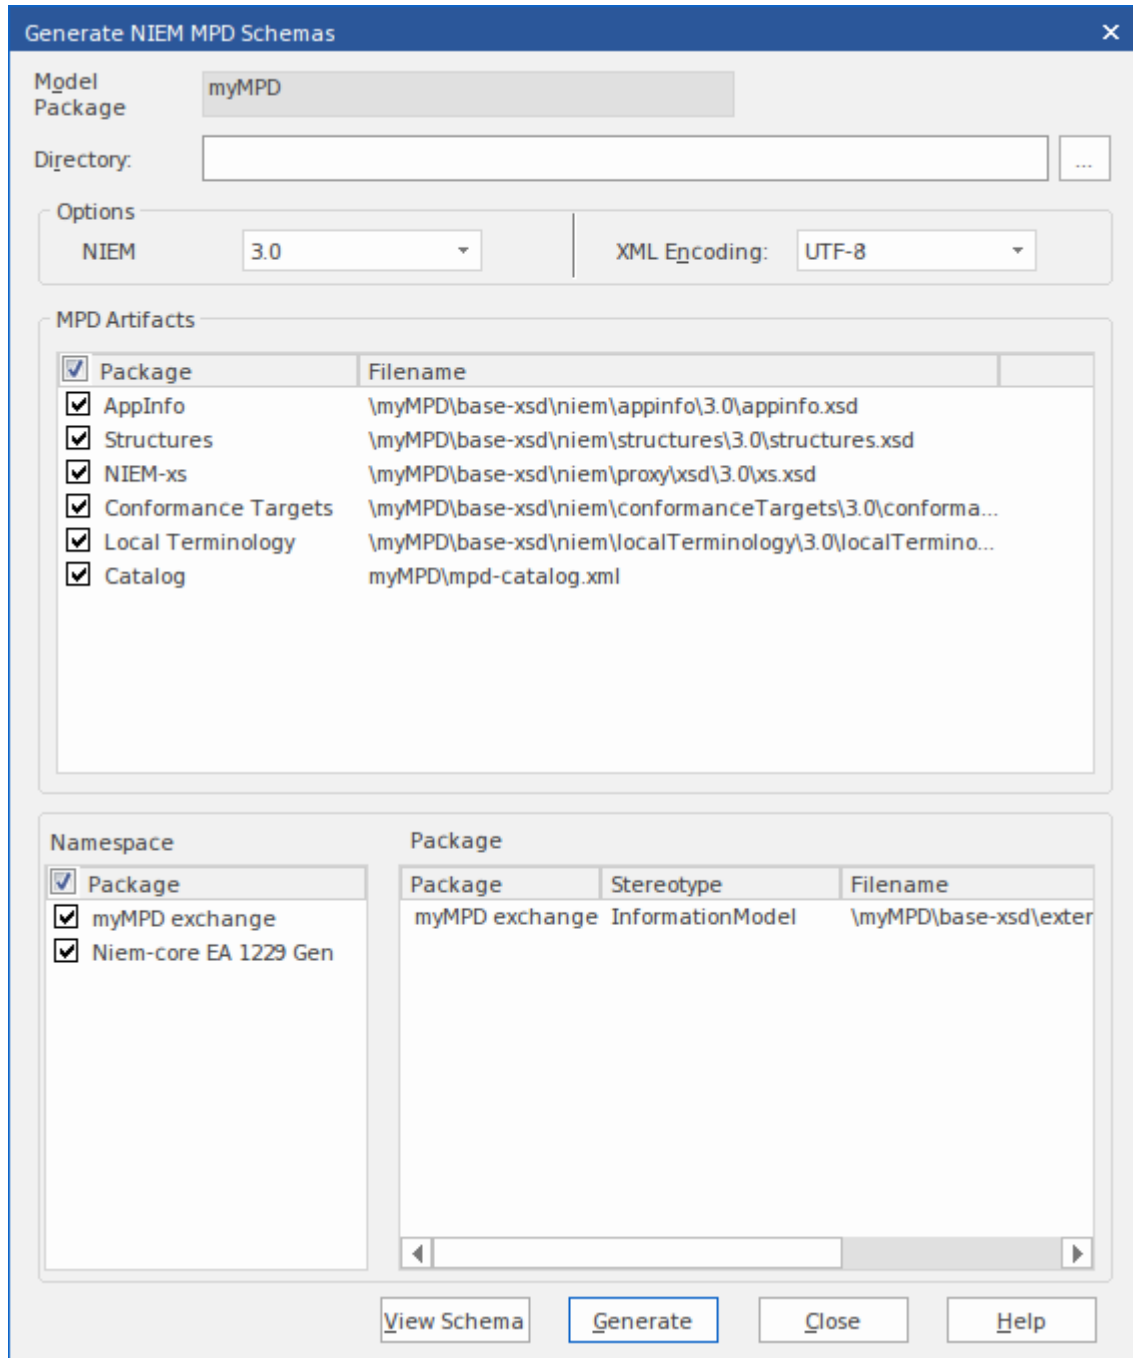 Generate NIEM MPD Schemas
Model
Package
myMPD
Directory:
...
Options
NIEM
3.0
XML Encoding:
UTF-8
MPD Artifacts
Package Filename
AppInfo \myMPD\base-xsd\niem\appinfo\3.0\appinfo.xsd
Structures \myMPD\base-xsd\niem\structures\3.0\structures.xsd
NIEM-xs \myMPD\base-xsd\niem\proxy\xsd\3.0\xs.xsd
Conformance Targets \myMPD\base-xsd\niem\conformanceTargets\3.0\conforma...
Local Terminology \myMPD\base-xsd\niem\localTerminology\3.0\localTermino...
Catalog myMPD\mpd-catalog.xml
Namespace
Package
myMPD exchange
Niem-core EA 1229 Gen
Package
Package Stereotype Filename
myMPD exchange InformationModel \myMPD\base-xsd\exter
View Schema Generate Close Help